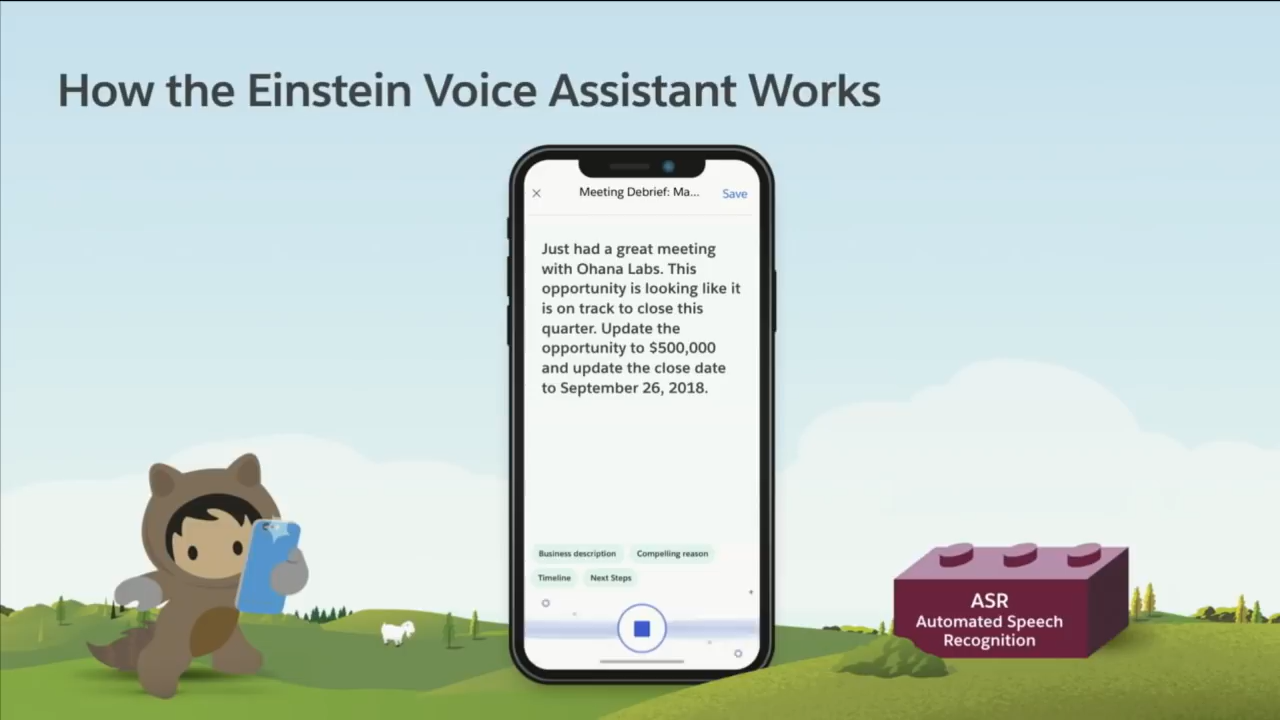 How the Einstein Voice Assistant Works
Meeting Debrief: Ma...
Save
Just had a great meeting
with Ohana Labs. This
opportunity is looking like it
is on track to close this
quarter. Update the
opportunity to $500,000
and update the close date
to September 26, 2018.
Business description
Compelling reason
Timeline
Next Steps
ASR
Automated Speech
Recognition